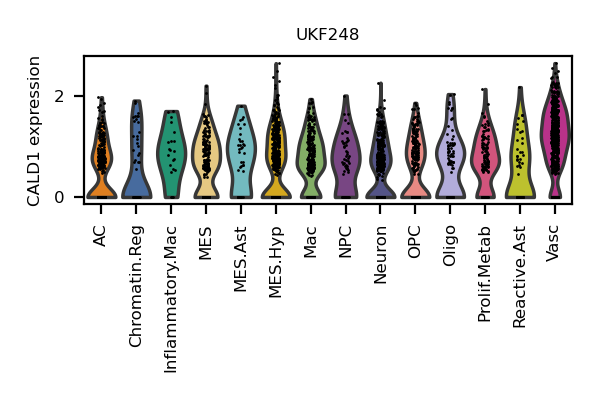 UKF248
CALD1 expression
2
0
AC
Chromatin.Reg
Inflammatory.Mac
MES
MES.Ast
MES.Hyp
Mac
NPC
Neuron
OPC
Oligo
Prolif.Metab
Reactive.Ast
Vasc